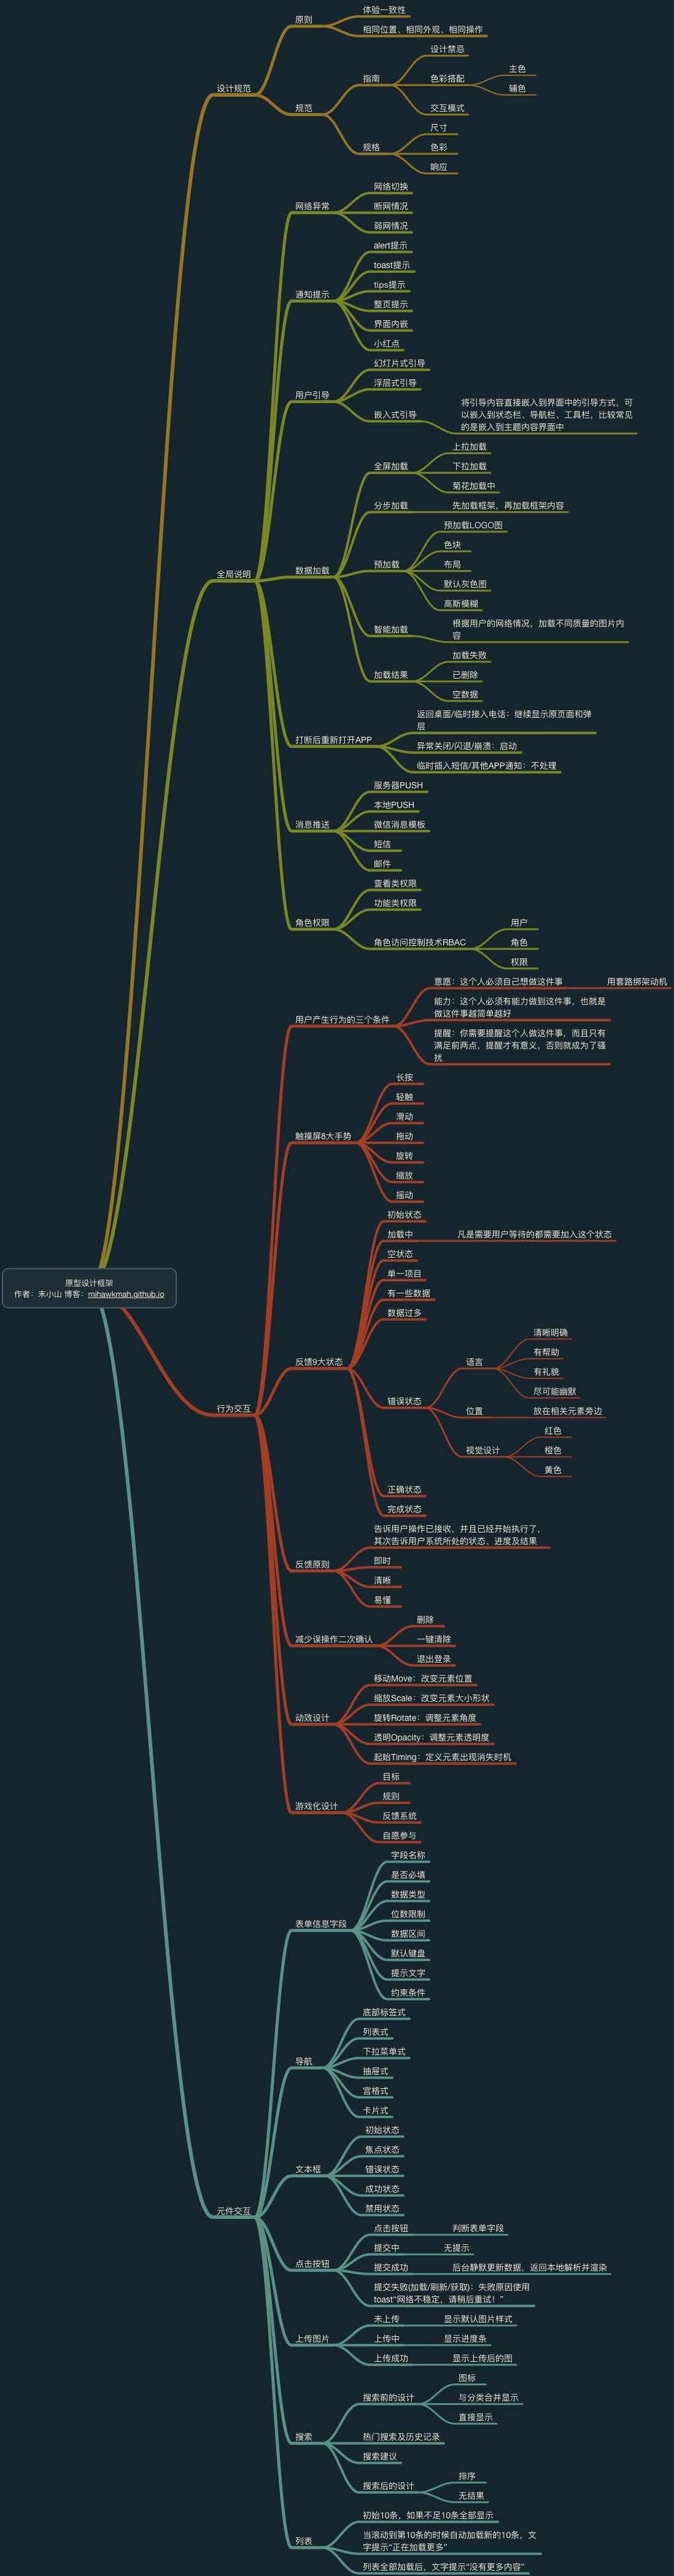 原型设计框架
作者：末小山 博客：mihawkmah.github.io
设计规范
原则
体验一致性
相同位置、相同外观、相同操作
规范
指南
设计禁忌
色彩搭配
主色
辅色
交互模式
规格
尺寸
色彩
响应
全局说明
网络异常
网络切换
断网情况
弱网情况
通知提示
alert提示
toast提示
tips提示
整页提示
界面内嵌
小红点
用户引导
幻灯片式引导
浮层式引导
嵌入式引导
将引导内容直接嵌入到界面中的引导方式，可
以嵌入到状态栏、导航栏、工具栏，比较常见
的是嵌入到主题内容界面中
数据加载
全屏加载
上拉加载
下拉加载
菊花加载中
分步加载
先加载框架，再加载框架内容
预加载
预加载LOGO图
色块
布局
默认灰色图
高斯模糊
智能加载
根据用户的网络情况，加载不同质量的图片内
容
加载结果
加载失败
已删除
空数据
打断后重新打开APP
返回桌面/临时接入电话：继续显示原页面和弹
层
异常关闭/闪退/崩溃：启动
临时插入短信/其他APP通知：不处理
消息推送
服务器PUSH
本地PUSH
微信消息模板
短信
邮件
角色权限
查看类权限
功能类权限
角色访问控制技术RBAC
用户
角色
权限
行为交互
用户产生行为的三个条件
意愿：这个人必须自己想做这件事
用套路绑架动机
能力：这个人必须有能力做到这件事，也就是
做这件事越简单越好
提醒：你需要提醒这个人做这件事，而且只有
满足前两点，提醒才有意义，否则就成为了骚
扰
触摸屏8大手势
长按
轻触
滑动
拖动
旋转
缩放
摇动
反馈9大状态
初始状态
加载中
凡是需要用户等待的都需要加入这个状态
空状态
单一项目
有一些数据
数据过多
错误状态
语言
清晰明确
有帮助
有礼貌
尽可能幽默
位置
放在相关元素旁边
视觉设计
红色
橙色
黄色
正确状态
完成状态
反馈原则
告诉用户操作已接收，并且已经开始执行了，
其次告诉用户系统所处的状态、进度及结果
即时
清晰
易懂
减少误操作二次确认
删除
一键清除
退出登录
动效设计
移动Move：改变元素位置
缩放Scale：改变元素大小形状
旋转Rotate：调整元素角度
透明Opacity：调整元素透明度
起始Timing：定义元素出现消失时机
游戏化设计
目标
规则
反馈系统
自愿参与
元件交互
表单信息字段
字段名称
是否必填
数据类型
位数限制
数据区间
默认键盘
提示文字
约束条件
导航
底部标签式
列表式
下拉菜单式
抽屉式
宫格式
卡片式
文本框
初始状态
焦点状态
错误状态
成功状态
禁用状态
点击按钮
点击按钮
判断表单字段
提交中
无提示
提交成功
后台静默更新数据，返回本地解析并渲染
提交失败(加载/刷新/获取)：失败原因使用
toast“网络不稳定，请稍后重试！”
上传图片
未上传
显示默认图片样式
上传中
显示进度条
上传成功
显示上传后的图
搜索
搜索前的设计
图标
与分类合并显示
直接显示
热门搜索及历史记录
搜索建议
搜索后的设计
排序
无结果
列表
初始10条，如果不足10条全部显示
当滚动到第10条的时候自动加载新的10条，文
字提示“正在加载更多”
列表全部加载后，文字提示“没有更多内容”